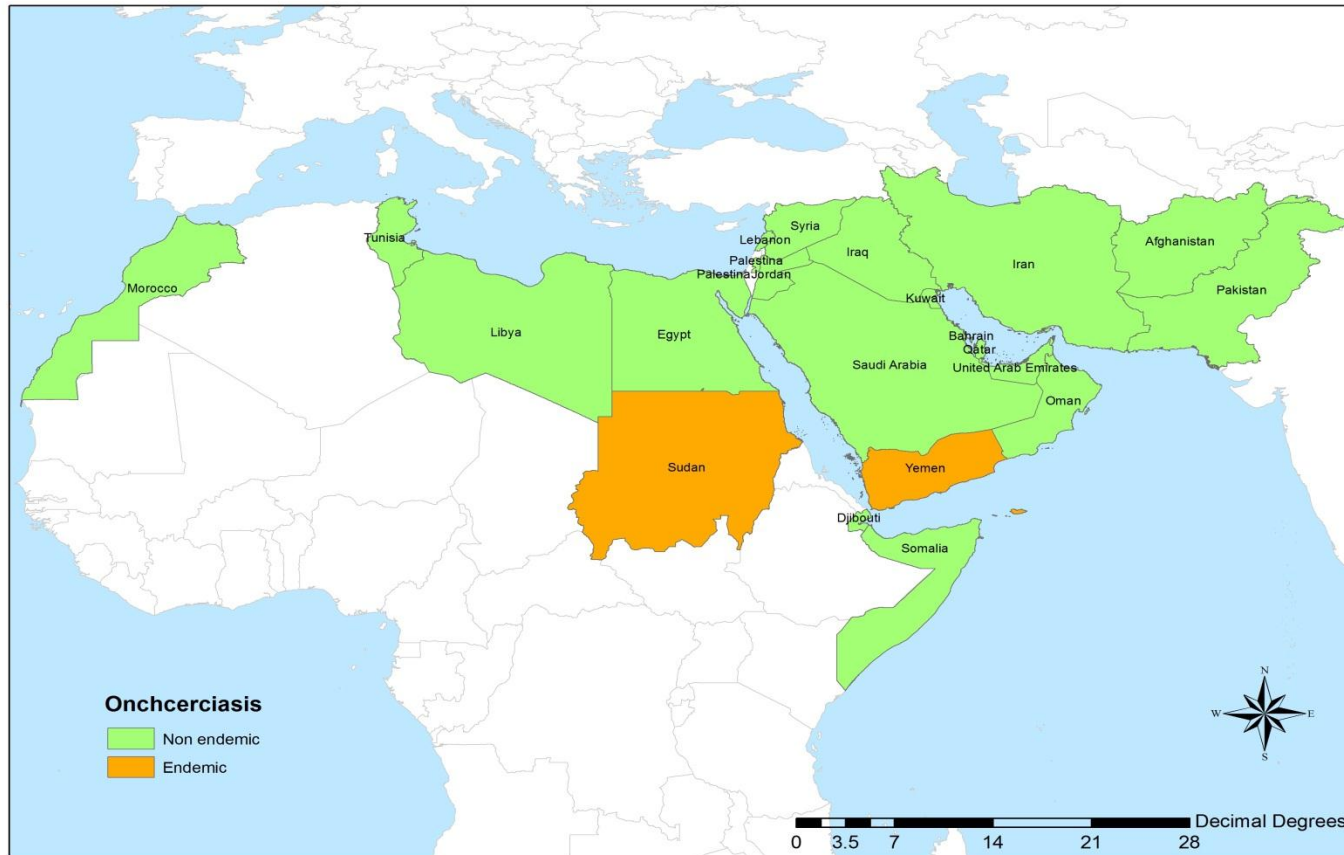 Tunisia
Morocco
Libya
Egypt
Sudan
Syria
Lebanon
Palestina
PalestinaJordan
Iraq
Iran
Afghanistan
Pakistan
Kuwait
Bahrain
Qatar
United Arab Emirates
Saudi Arabia
Oman
Yemen
Djibouti
Somalia
Onchcerciasis
Non endemic
Endemic
N
W E
S
Decimal Degrees
0 3.5 7 14 21 28